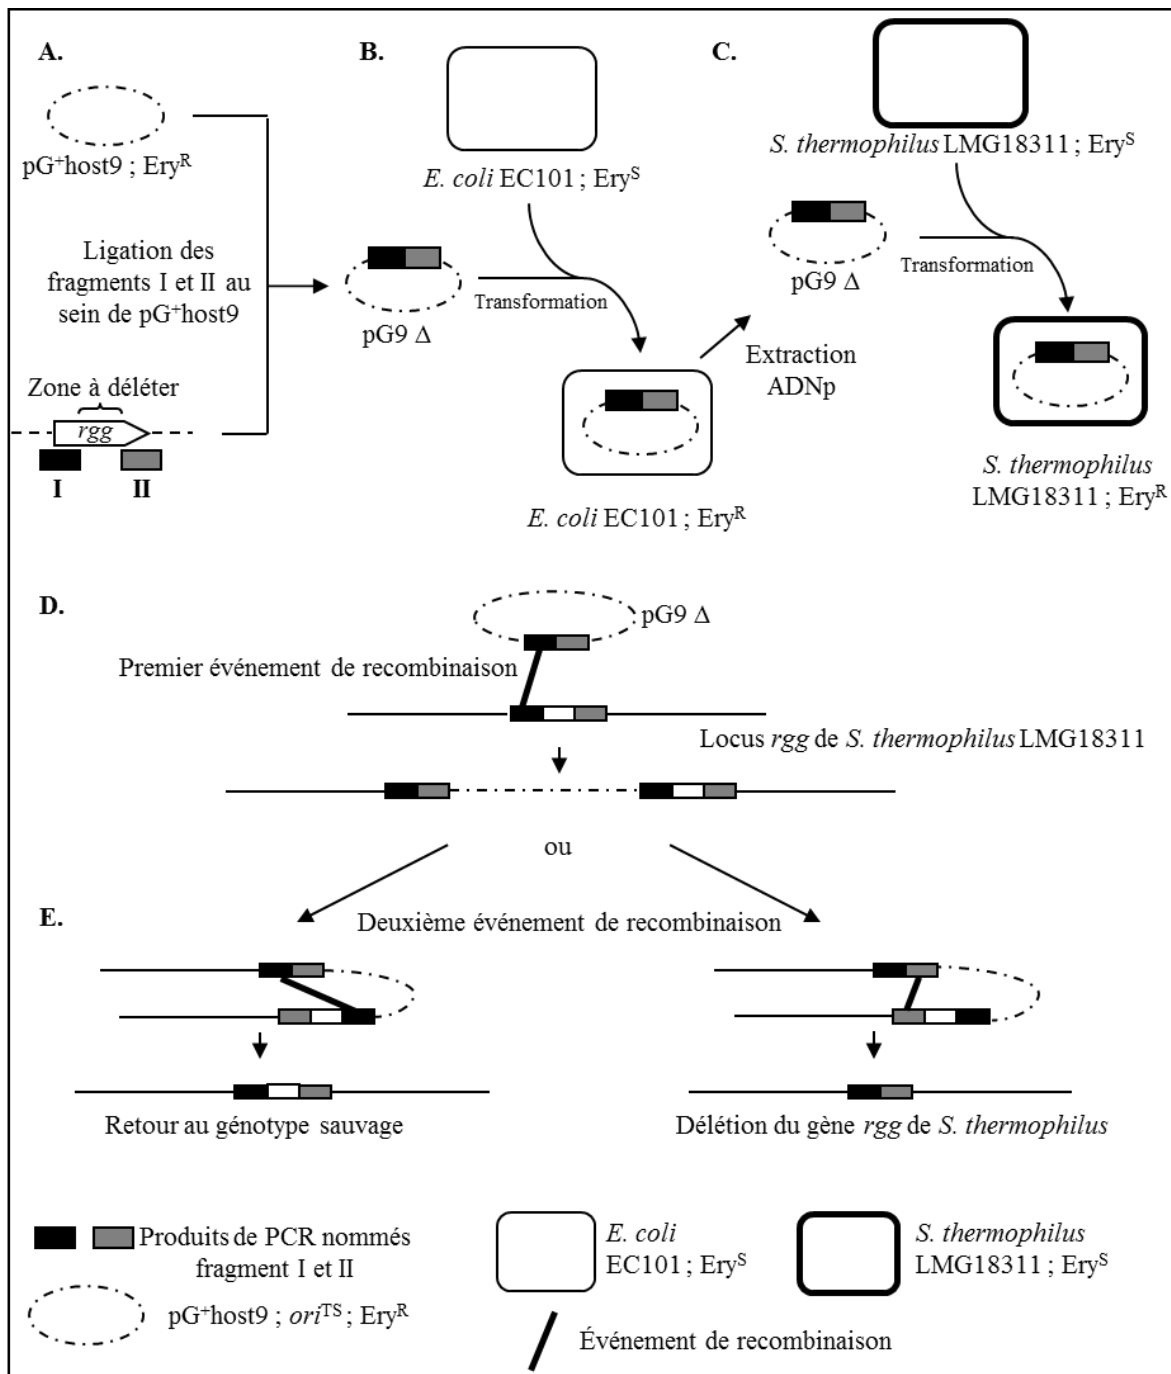 A.
pG⁺host9 ; Eryᴿ
Ligation des
fragments I et II au
sein de pG⁺host9
Zone à déléter
rgg
I II
B.
E. coli EC101 ; Eryˢ
pG9 Δ
Transformation
E. coli EC101 ; Eryᴿ
Extraction
ADNp
C.
S. thermophilus LMG18311 ; Eryˢ
pG9 Δ
Transformation
S. thermophilus
LMG18311 ; Eryᴿ
D.
pG9 Δ
Premier événement de recombinaison
Locus rgg de S. thermophilus LMG18311
ou
E.
Deuxième événement de recombinaison
Retour au génotype sauvage
Délétion du gène rgg de S. thermophilus
Produits de PCR nommés
fragment I et II
pG⁺host9 ; oriᵀˢ ; Eryᴿ
E. coli
EC101 ; Eryˢ
S. thermophilus
LMG18311 ; Eryˢ
Événement de recombinaison